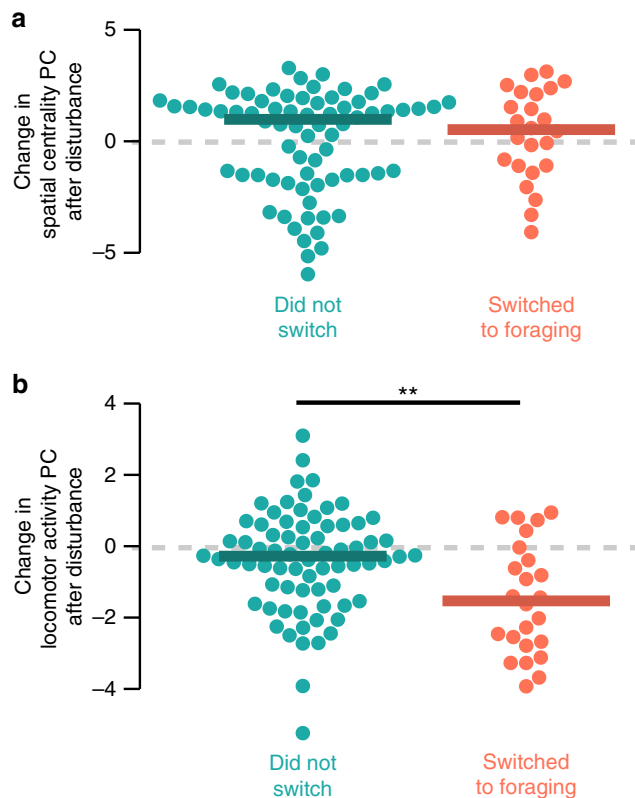 a
5
0
–5
Change in
spatial centrality PC
after disturbance
Did not
switch
Switched
to foraging
b
**
4
2
0
–2
–4
Change in
locomotor activity PC
after disturbance
Did not
switch
Switched
to foraging